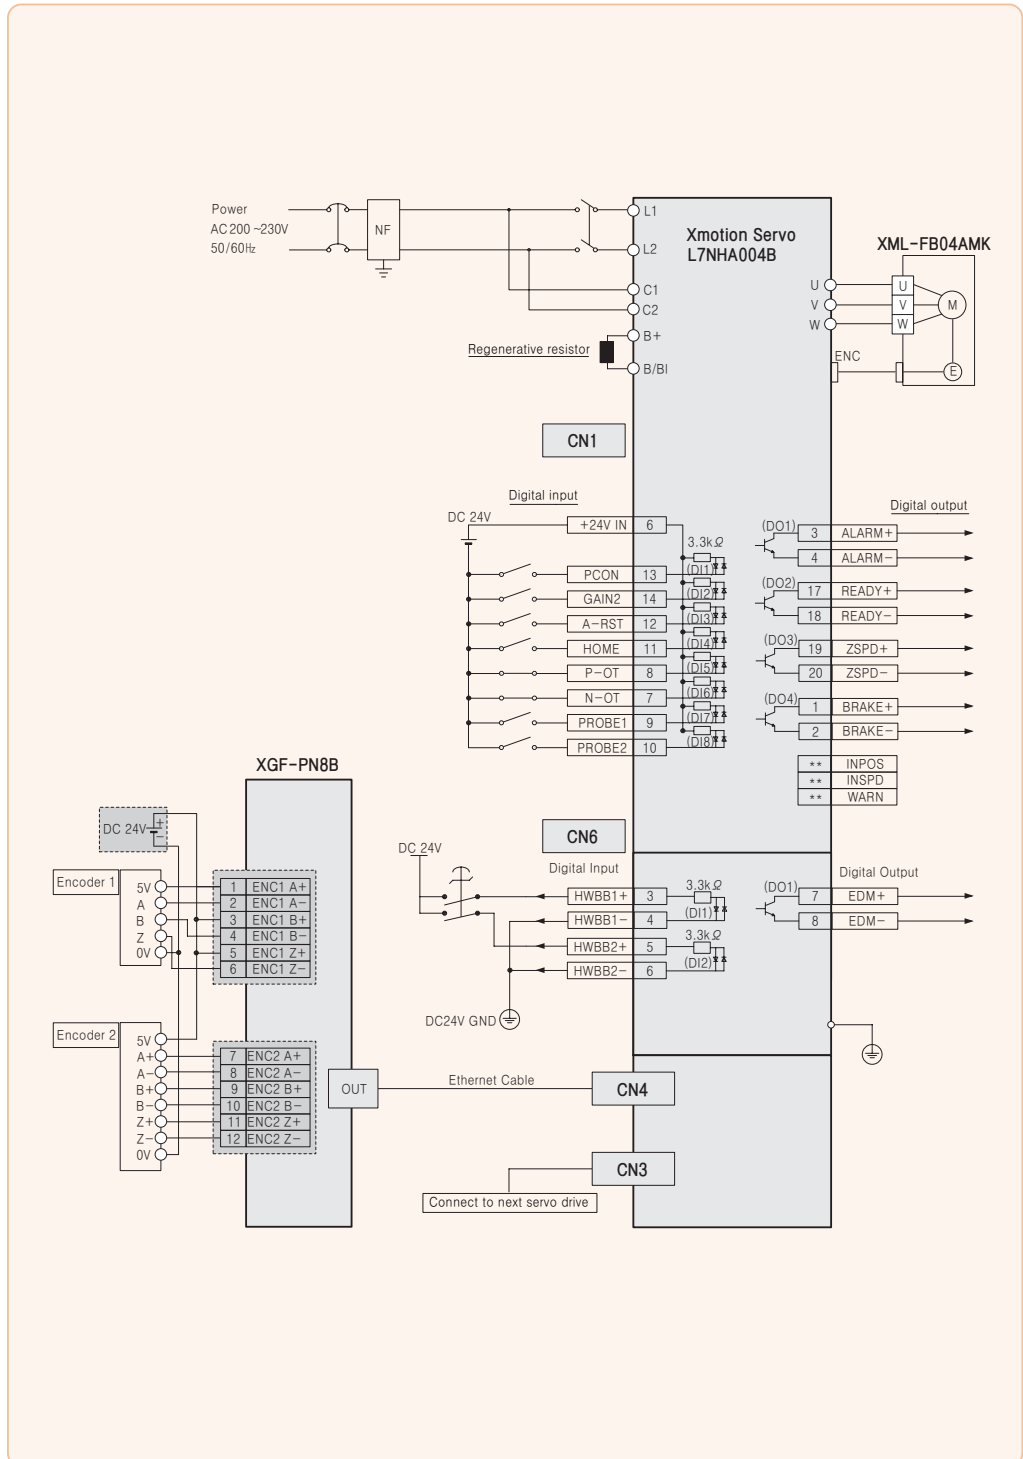 Power
AC 200 ~230V
50/60Hz
NF
L1
L2
C1
C2
B+
B/BI
Regenerative resistor
Xmotion Servo
L7NHA004B
XML-FB04AMK
U
V
W
U
V
W
M
ENC
E
CN1
Digital input
DC 24V
+24V IN 6
3.3kΩ
PCON 13 (DI1)
GAIN2 14 (DI2)
A-RST 12 (DI3)
HOME 11 (DI4)
P-OT 8 (DI5)
N-OT 7 (DI6)
PROBE1 9 (DI7)
PROBE2 10 (DI8)
Digital output
(DO1) 3 ALARM+
4 ALARM-
(DO2) 17 READY+
18 READY-
(DO3) 19 ZSPD+
20 ZSPD-
(DO4) 1 BRAKE+
2 BRAKE-
** INPOS
** INSPD
** WARN
XGF-PN8B
DC 24V + -
Encoder 1
5V
A
B
Z
0V
1 ENC1 A+
2 ENC1 A-
3 ENC1 B+
4 ENC1 B-
5 ENC1 Z+
6 ENC1 Z-
Encoder 2
5V
A+
A-
B+
B-
Z+
Z-
0V
7 ENC2 A+
8 ENC2 A-
9 ENC2 B+
10 ENC2 B-
11 ENC2 Z+
12 ENC2 Z-
OUT
Ethernet Cable
CN6
DC 24V
Digital Input
HWBB1+ 3 3.3kΩ
HWBB1- 4 (DI1)
HWBB2+ 5 3.3kΩ
HWBB2- 6 (DI2)
DC24V GND
Digital Output
(DO1) 7 EDM+
8 EDM-
CN4
CN3
Connect to next servo drive